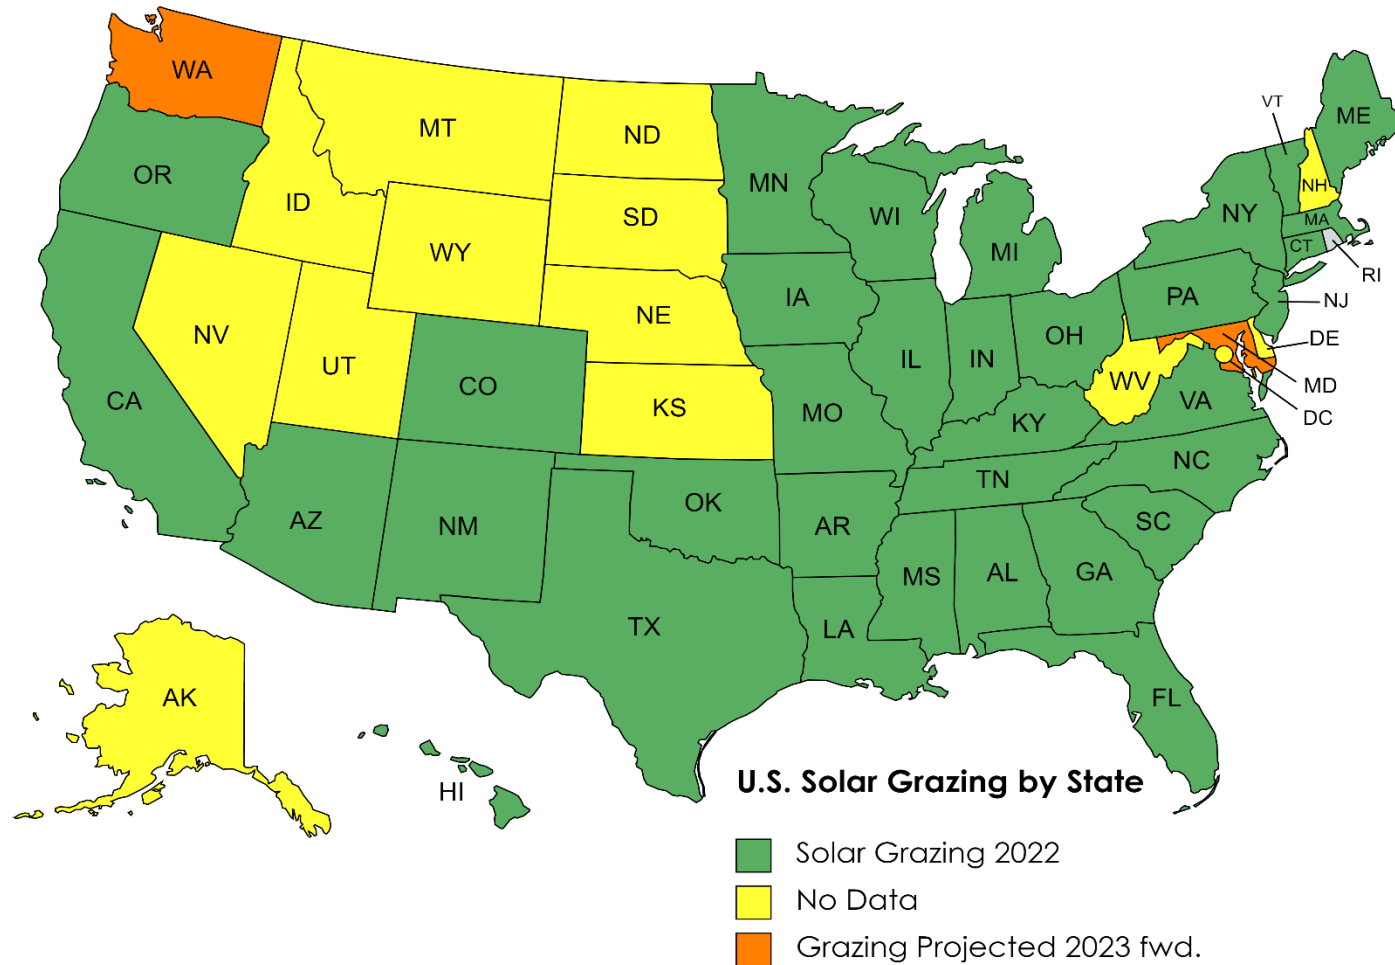 WA
MT
ND
VT
ME
OR
ID
SD
MN
WI
NH
NY
MA
CT
MI
RI
WY
IA
PA
NJ
NV
NE
OH
DE
UT
CO
IL
IN
WV
MD
CA
KS
MO
KY
VA
DC
NC
TN
AZ
NM
OK
AR
SC
MS
AL
GA
TX
LA
AK
FL
HI
U.S. Solar Grazing by State
Solar Grazing 2022
No Data
Grazing Projected 2023 fwd.